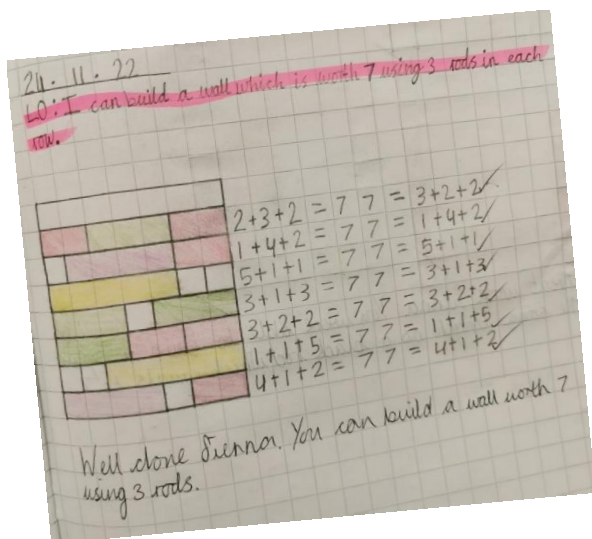 24.11.22
LO: I can build a wall which is worth 7 using 3 rods in each
row.
2+3+2 = 7 7 = 3+2+2✓
1+4+2 = 7 7 = 1+4+2✓
5+1+1 = 7 7 = 5+1+1✓
3+1+3 = 7 7 = 3+1+3✓
3+2+2 = 7 7 = 3+2+2✓
1+1+5 = 7 7 = 1+1+5✓
4+1+2 = 7 7 = 4+1+2✓
Well done Sienna. You can build a wall worth 7
using 3 rods.